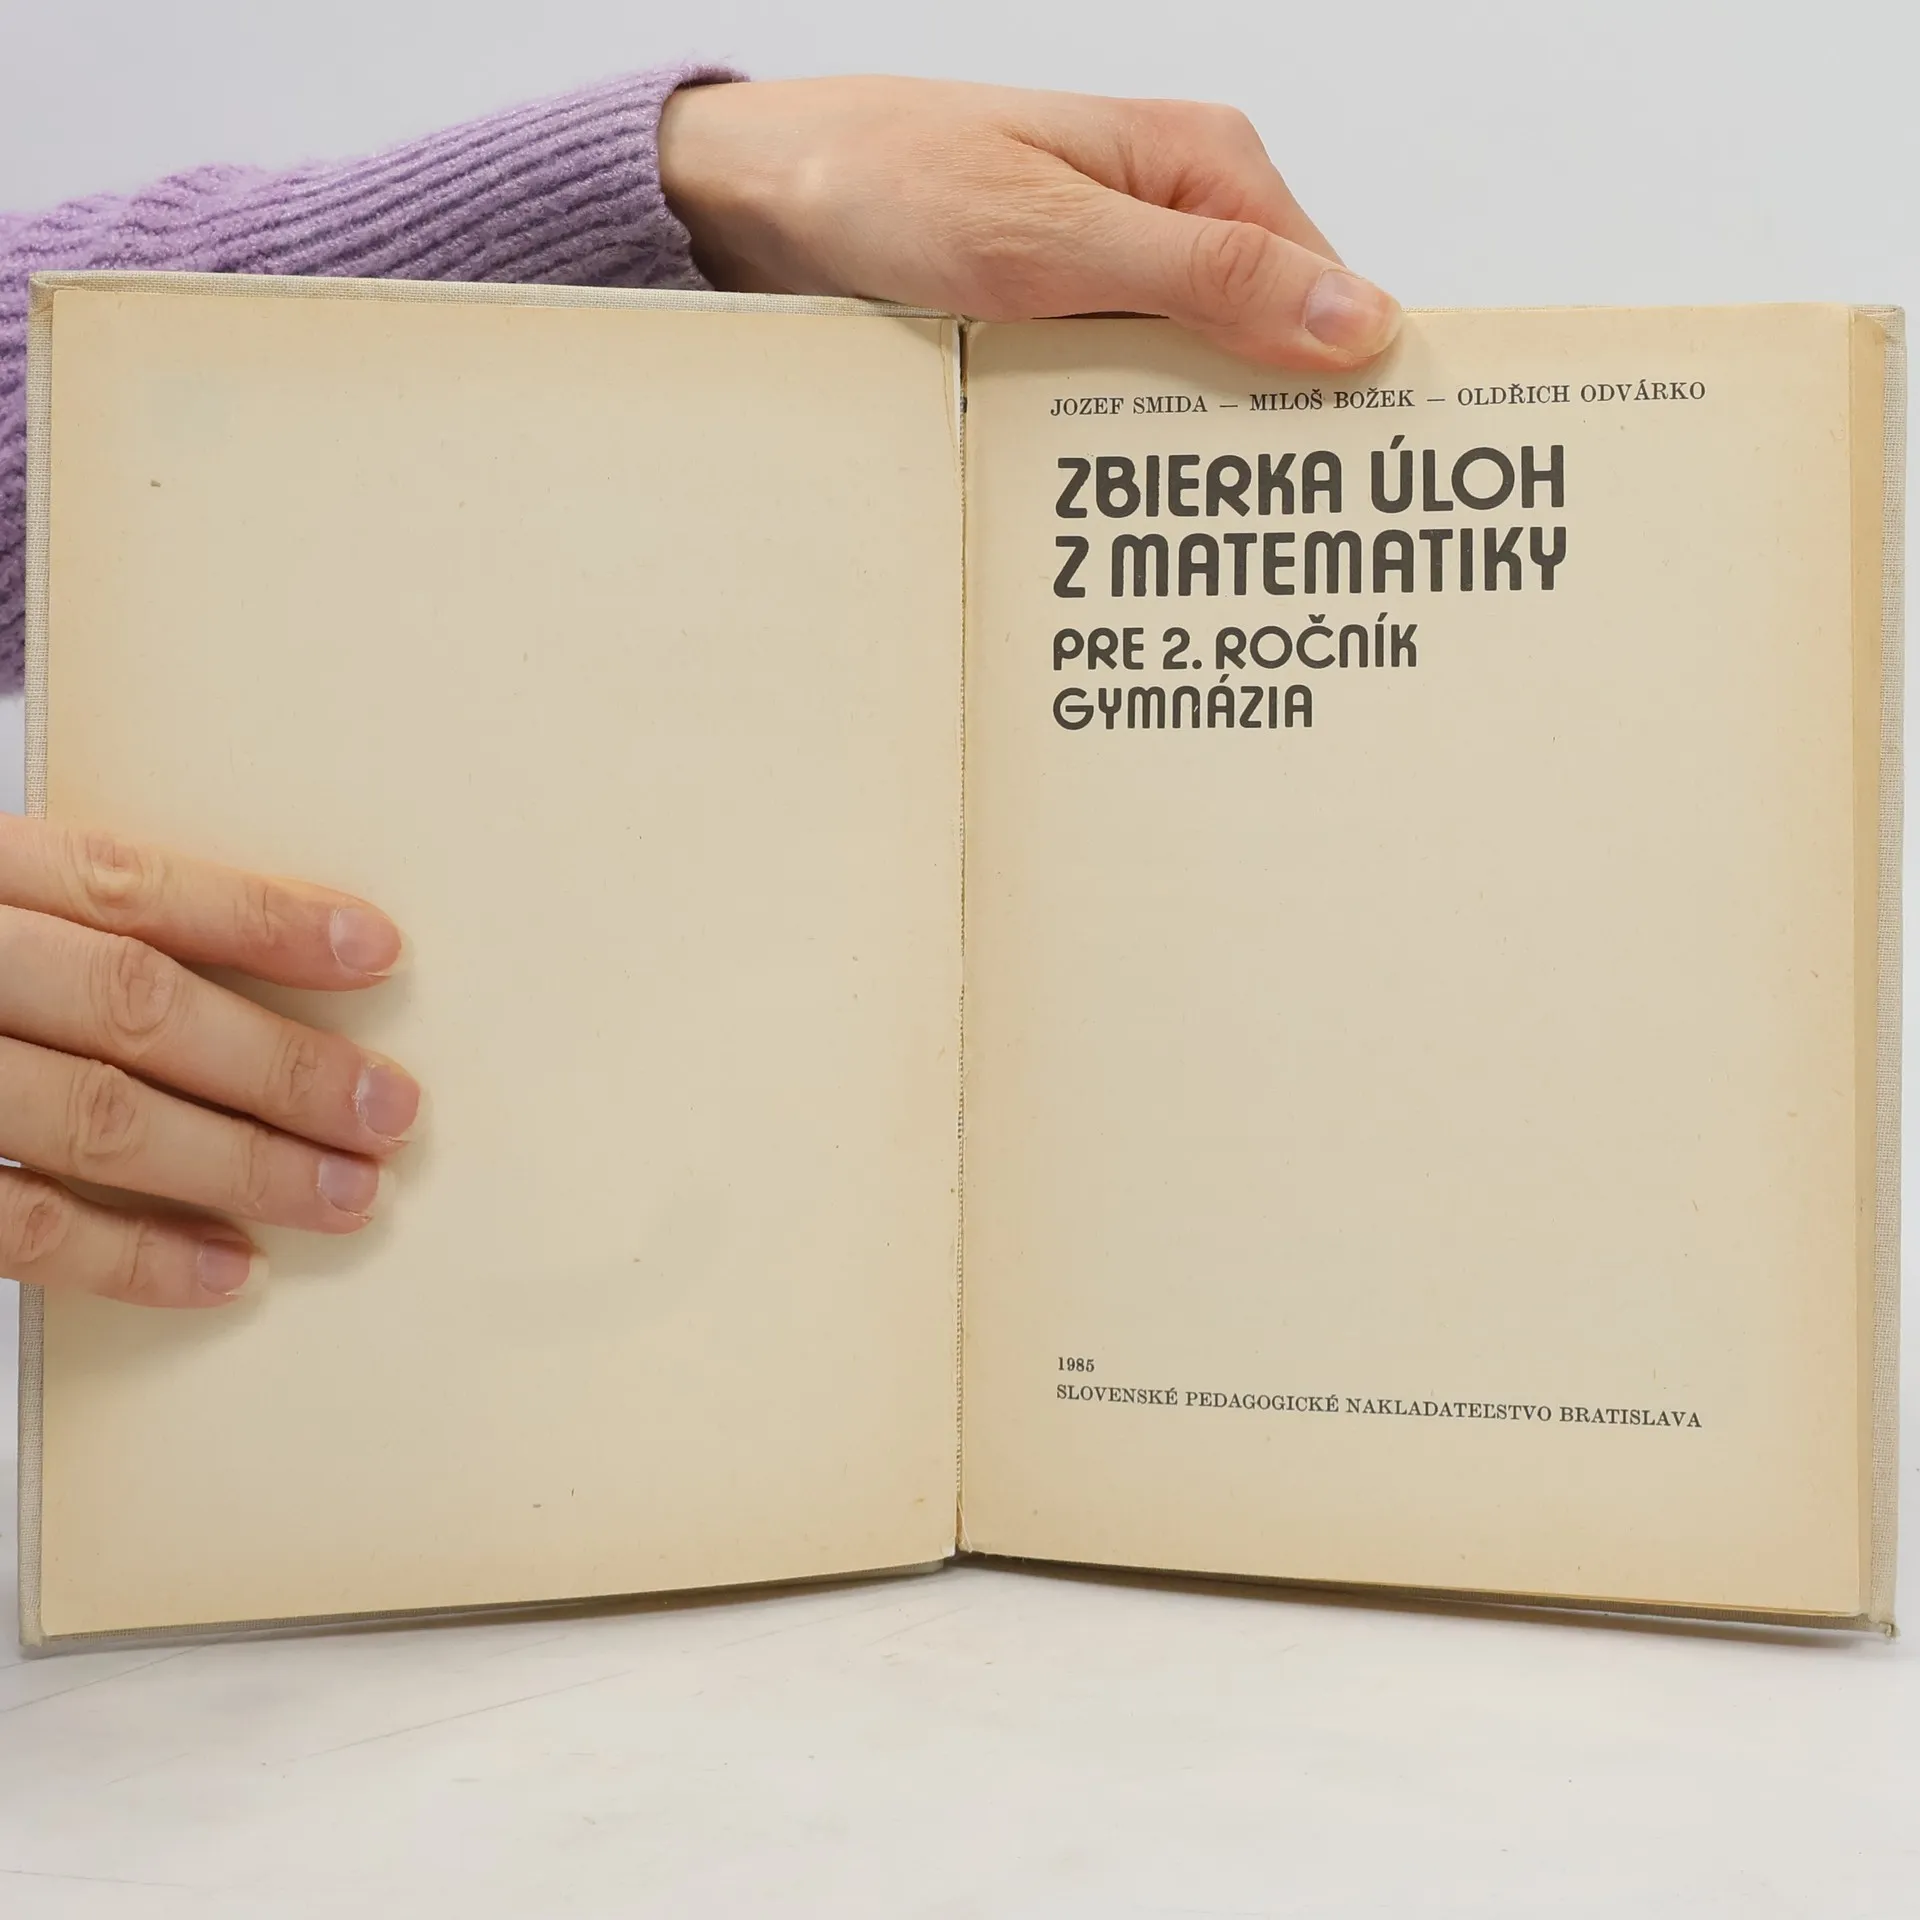 JOZEF SMIDA — MILOŠ BOŽEK — OLDŘICH ODVÁRKO
ZBIERKA ÚLOH
Z MATEMATIKY
PRE 2. ROČNÍK
GYMNÁZIA
1985
SLOVENSKÉ PEDAGOGICKÉ NAKLADATEĽSTVO BRATISLAVA